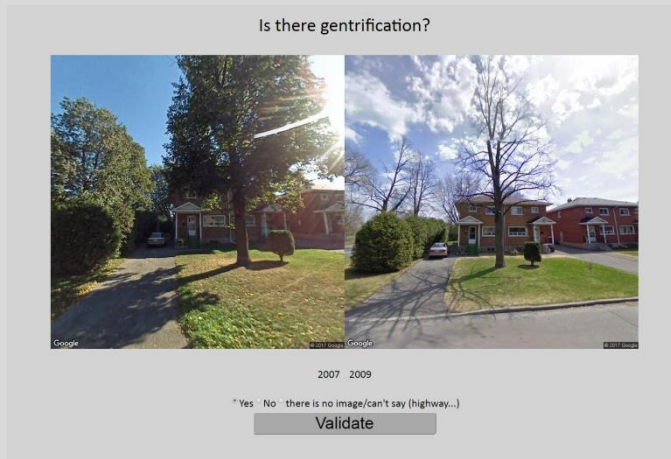 Is there gentrification?
Google
© 2017 Google
Google
© 2017 Google
2007 2009
Yes No there is no image/can't say (highway...)
Validate